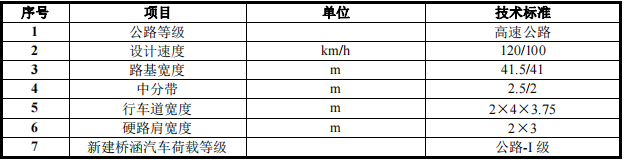 序号 项目 单位 技术标准
1 公路等级 高速公路
2 设计速度 km/h 120/100
3 路基宽度 m 41.5/41
4 中分带 m 2.5/2
5 行车道宽度 m 2×4×3.75
6 硬路肩宽度 m 2×3
7 新建桥涵汽车荷载等级 公路-I 级